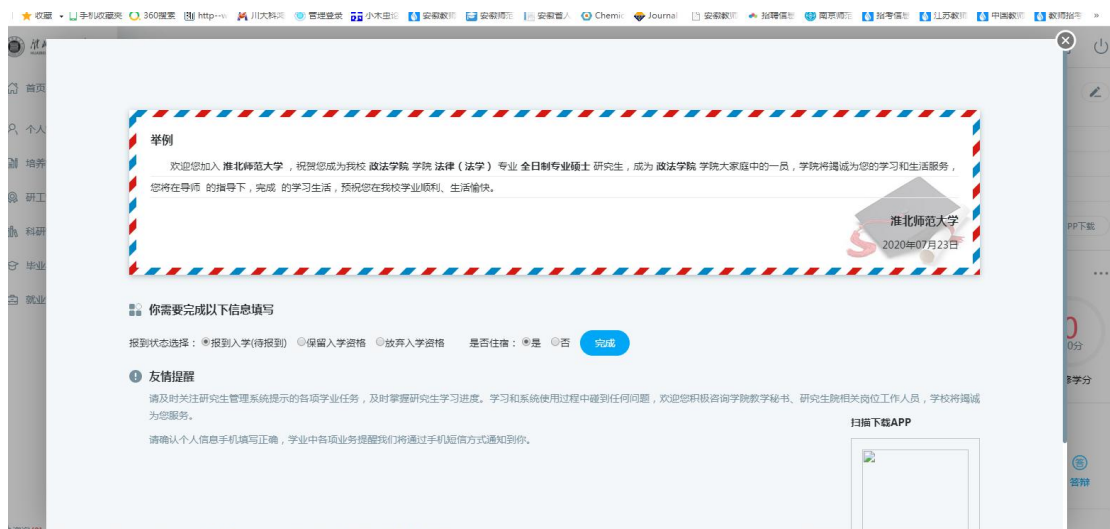 收藏 手机收藏夹 360搜索 http--w 川大科研 管理登录 小木虫论 安徽教师 安徽师范 安徽省人 Chemic Journal 安徽教师 指聘信息 南京师范 招考信息 江苏教师 中国教师 教师招考 »
首页
个人
培养
研工
科研
毕业
就业
举例
欢迎您加入 淮北师范大学 ，祝贺您成为我校 政法学院 学院 法律（法学） 专业 全日制专业硕士 研究生，成为 政法学院 学院大家庭中的一员，学院将竭诚为您的学习和生活服务，
您将在导师 的指导下，完成 的学习生活，预祝您在我校学业顺利、生活愉快。
淮北师范大学
2020年07月23日
PP下载
你需要完成以下信息填写
报到状态选择： 报到入学(待报到) 保留入学资格 放弃入学资格 是否住宿： 是 否 完成
0
0分
修学分
友情提醒
请及时关注研究生管理系统提示的各项学业任务，及时掌握研究生学习进度。学习和系统使用过程中碰到任何问题，欢迎您积极咨询学院教学秘书、研究生院相关岗位工作人员，学校将竭诚
为您服务。
请确认个人信息手机填写正确，学业中各项业务提醒我们将通过手机短信方式通知到你。
扫描下载APP
答
答辩